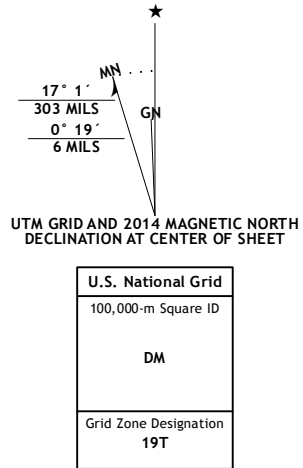 MN
GN
17° 1´
303 MILS
0° 19´
6 MILS
UTM GRID AND 2014 MAGNETIC NORTH
DECLINATION AT CENTER OF SHEET
U.S. National Grid
100,000-m Square ID
DM
Grid Zone Designation
19T